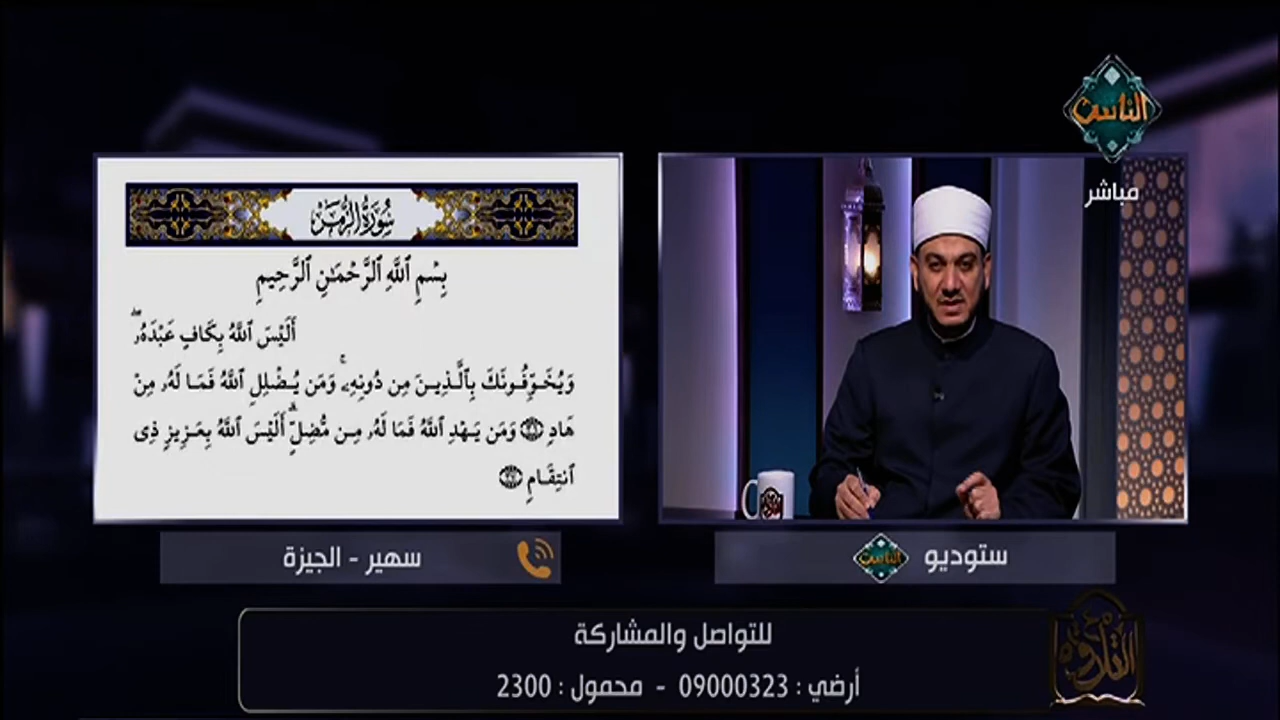 الناس
مباشر
سُورَةُ الزُّمَرِ
بِسْمِ ٱللَّهِ ٱلرَّحْمَـٰنِ ٱلرَّحِيمِ
أَلَيْسَ ٱللَّهُ بِكَافٍ عَبْدَهُۥ ۖ
وَيُخَوِّفُونَكَ بِٱلَّذِينَ مِن دُونِهِۦ ۚ وَمَن يُضْلِلِ ٱللَّهُ فَمَا لَهُۥ مِنْ
هَادٍ ٣٦ وَمَن يَهْدِ ٱللَّهُ فَمَا لَهُۥ مِن مُّضِلٍّ ۗ أَلَيْسَ ٱللَّهُ بِعَزِيزٍ ذِى
ٱنتِقَامٍ ٣٧
سهير - الجيزة
ستوديو الناس
للتواصل والمشاركة
أرضي : 09000323 - محمول : 2300
التلاوة